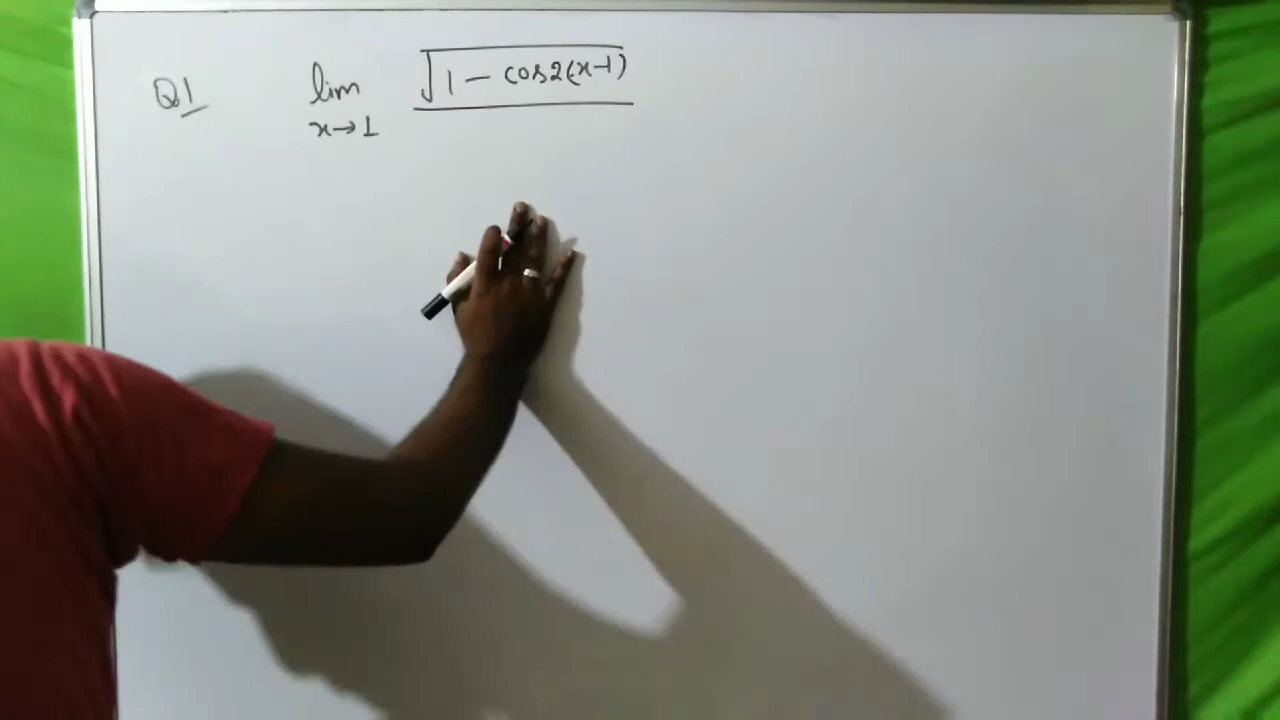 Q1 lim x→1 √1 - cos2(x-1)